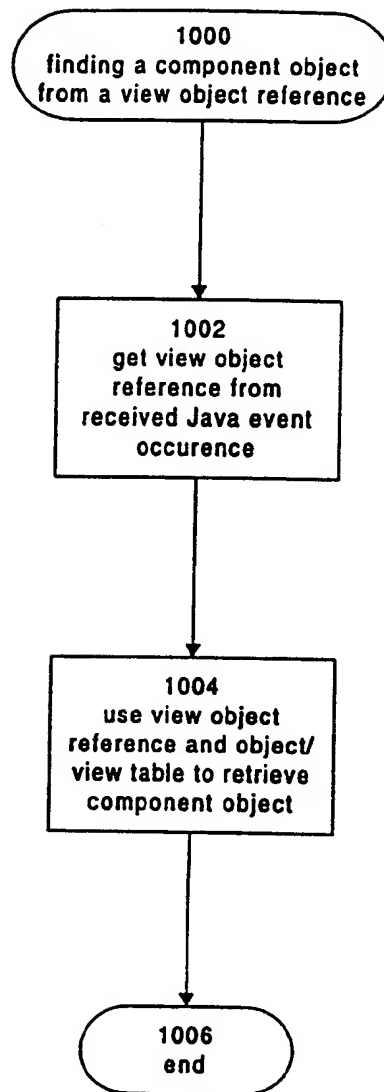 1000
finding a component object
from a view object reference
1002
get view object
reference from
received Java event
occurence
1004
use view object
reference and object/
view table to retrieve
component object
1006
end